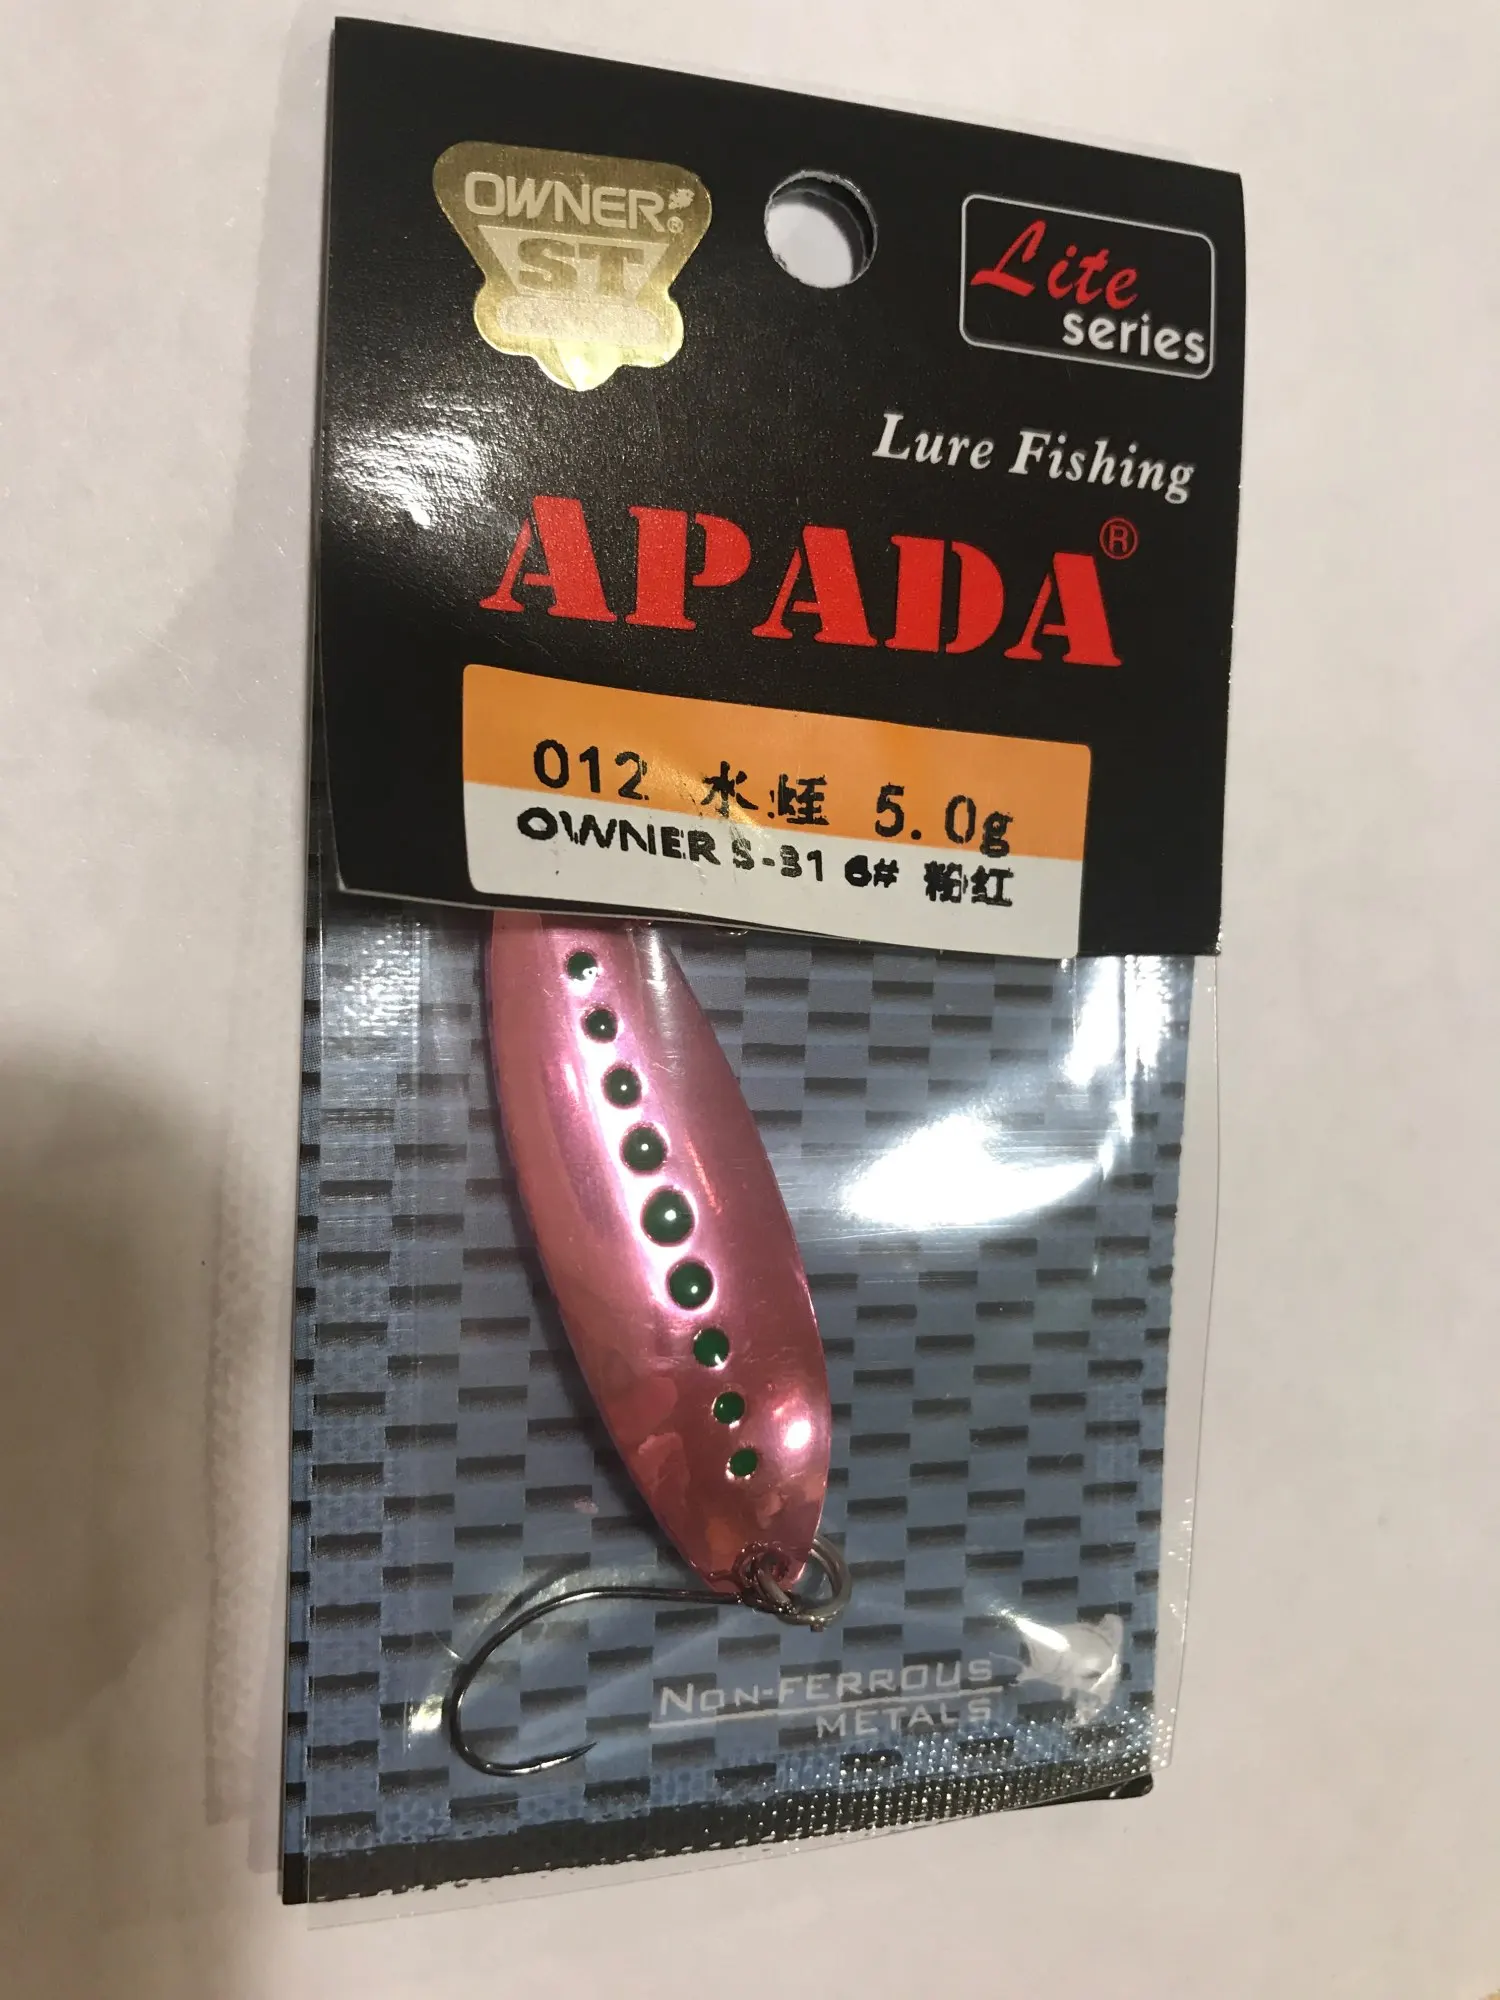 OWNER®
ST
Lite
series
Lure Fishing
APADA®
012 水蛭 5.0g
OWNER S-31 6# 粉红
NON-FERROUS
METALS